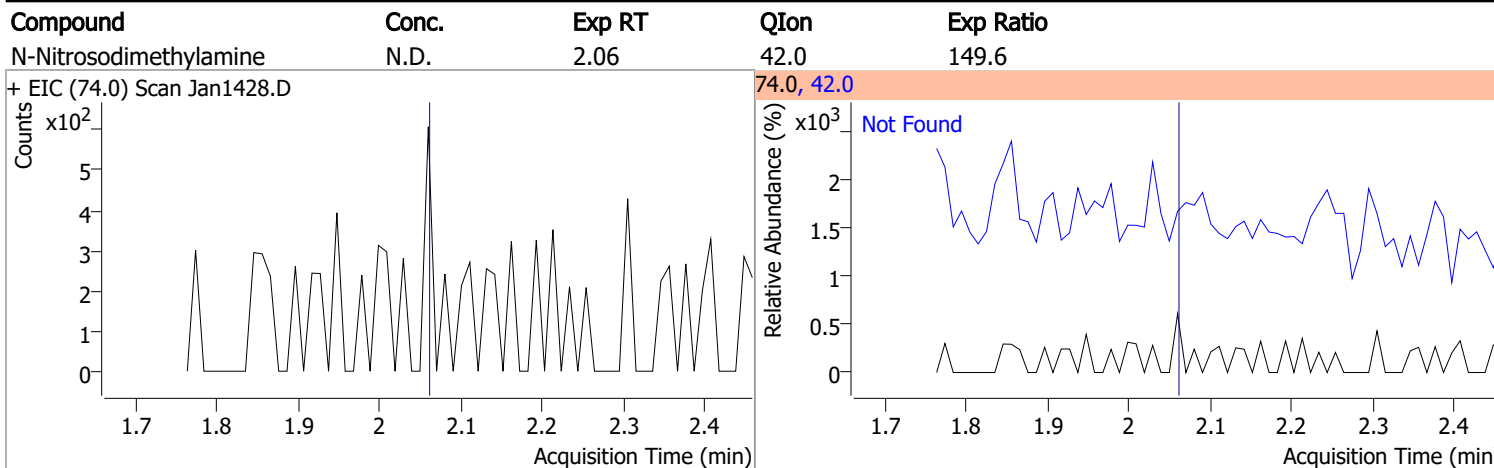 Compound Conc. Exp RT QIon Exp Ratio
N-Nitrosodimethylamine N.D. 2.06 42.0 149.6
+ EIC (74.0) Scan Jan1428.D
Counts
x10²
5
4
3
2
1
0
1.7 1.8 1.9 2 2.1 2.2 2.3 2.4
Acquisition Time (min)
74.0, 42.0
Relative Abundance (%)
x10³
Not Found
2
1.5
1
0.5
0
1.7 1.8 1.9 2 2.1 2.2 2.3 2.4
Acquisition Time (min